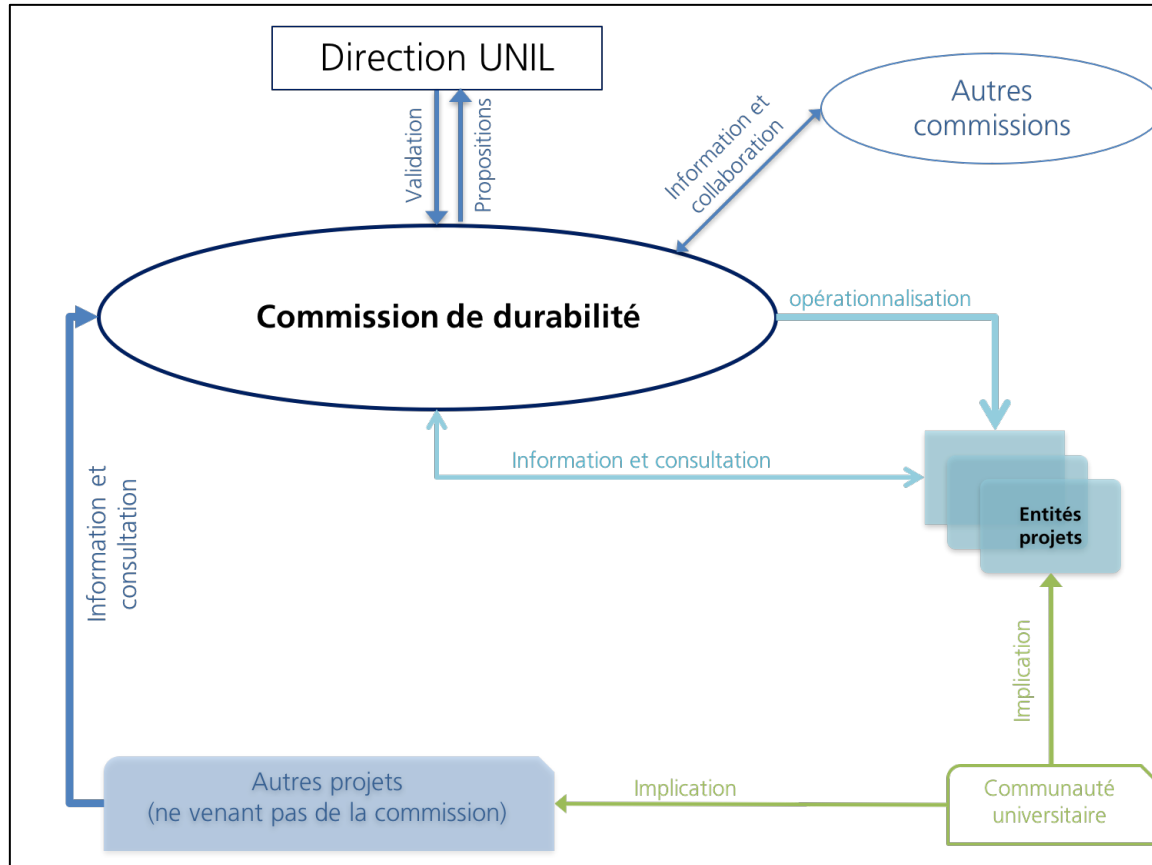 Direction UNIL
Autres
commissions
Validation
Propositions
Information et
collaboration
Commission de durabilité
opérationnalisation
Information et consultation
Entités
projets
Information et
consultation
Implication
Autres projets
(ne venant pas de la commission)
Implication
Communauté
universitaire